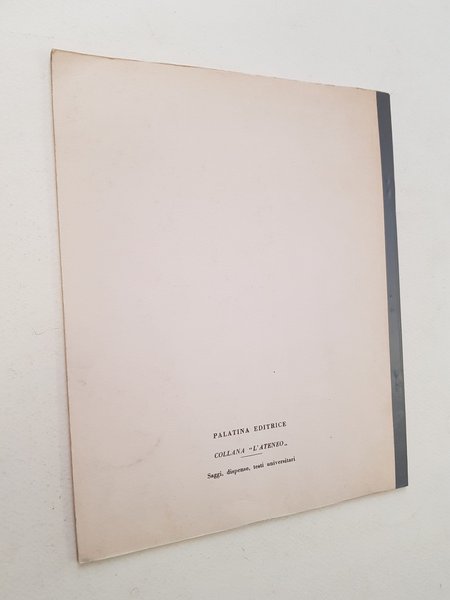 PALATINA EDITRICE
COLLANA "L'ATENEO„
Saggi, dispense, testi universitari